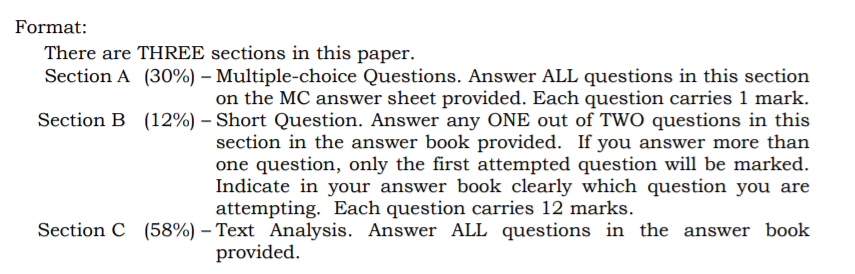 Format:
There are THREE sections in this paper.
Section A (30%) – Multiple-choice Questions. Answer ALL questions in this section
on the MC answer sheet provided. Each question carries 1 mark.
Section B (12%) – Short Question. Answer any ONE out of TWO questions in this
section in the answer book provided. If you answer more than
one question, only the first attempted question will be marked.
Indicate in your answer book clearly which question you are
attempting. Each question carries 12 marks.
Section C (58%) – Text Analysis. Answer ALL questions in the answer book
provided.